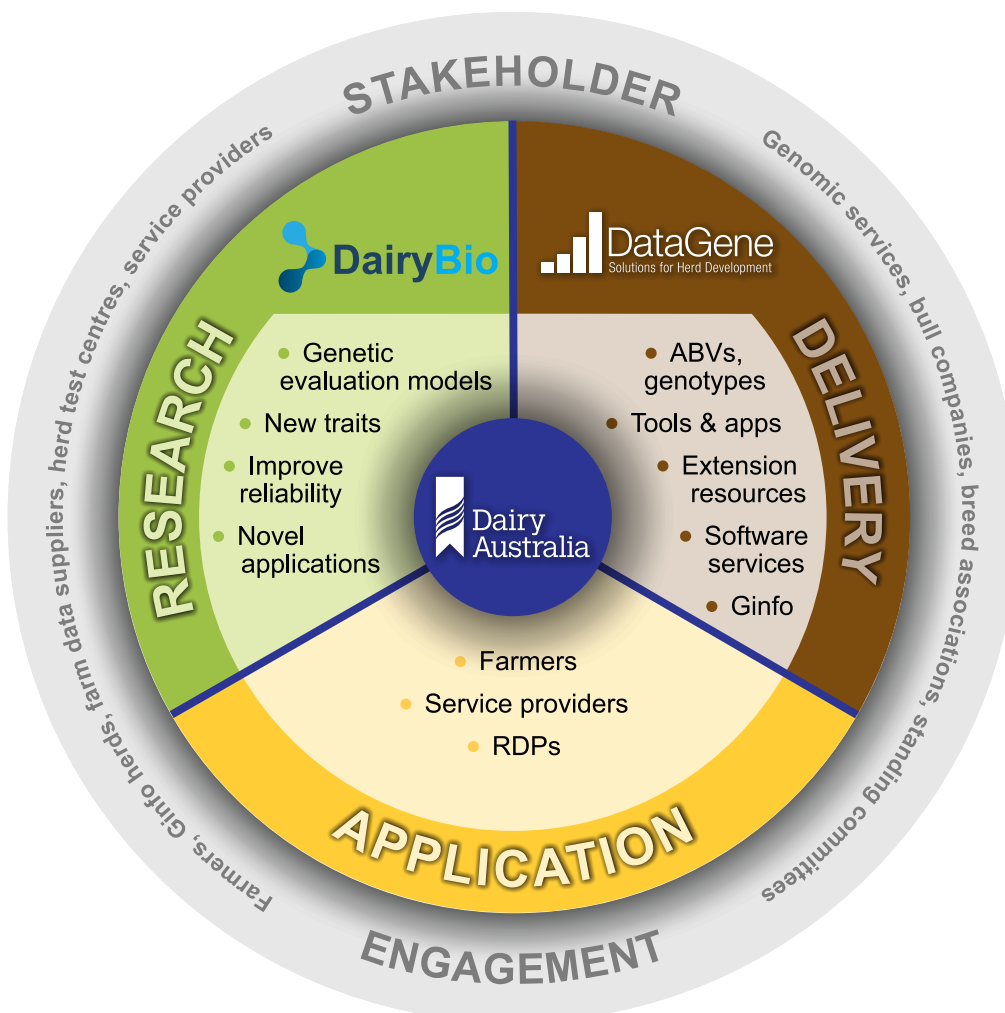 STAKEHOLDER
Farmers, Ginfo herds, farm data suppliers, herd test centres, service providers
Genomic services, bull companies, breed associations, standing committees
RESEARCH
DairyBio
Genetic
evaluation models
New traits
Improve
reliability
Novel
applications
DELIVERY
DataGene
Solutions for Herd Development
ABVs,
genotypes
Tools & apps
Extension
resources
Software
services
Ginfo
Dairy
Australia
Farmers
Service providers
RDPs
APPLICATION
ENGAGEMENT